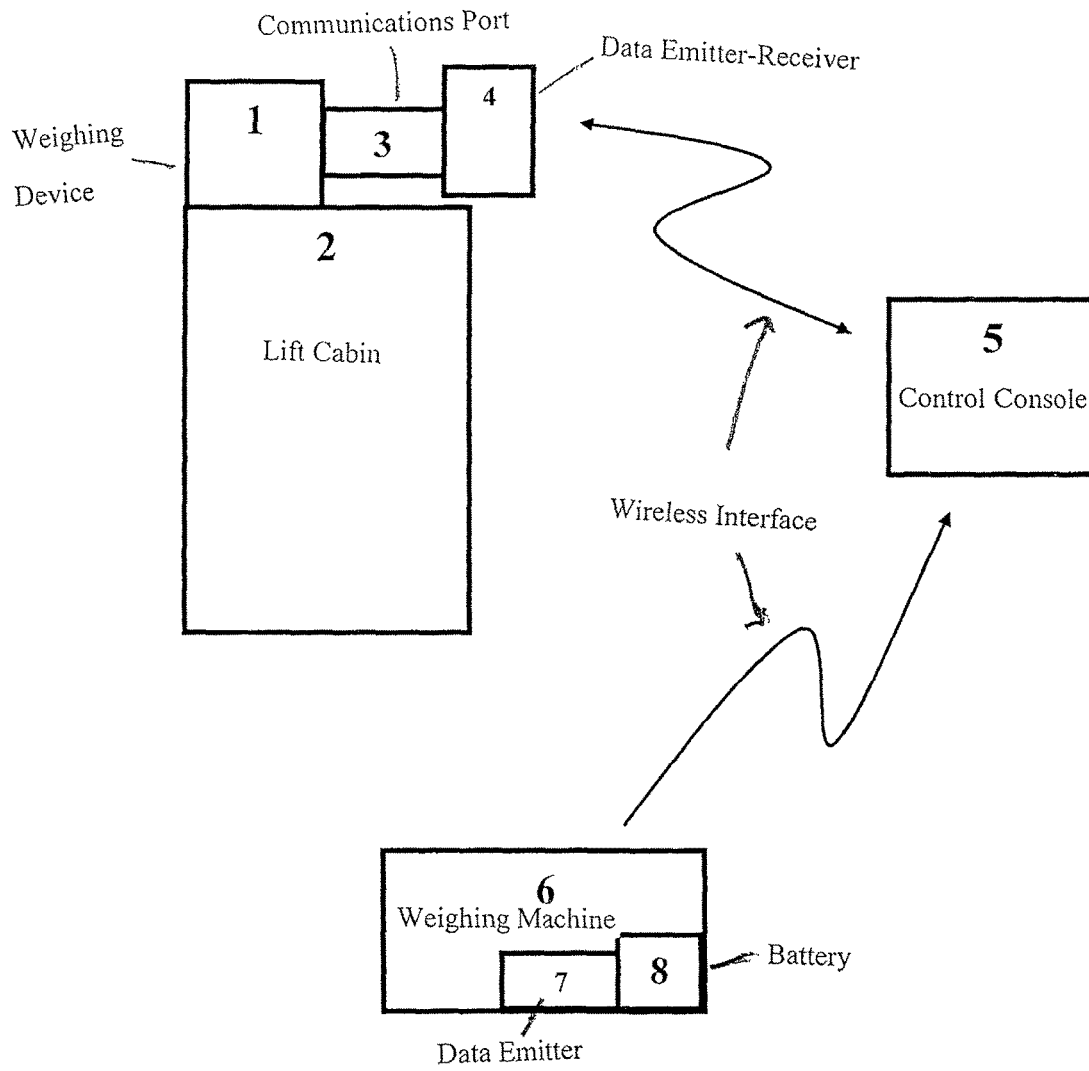 Communications Port
Data Emitter-Receiver
1
3
4
Weighing
Device
2
Lift Cabin
5
Control Console
Wireless Interface
6
Weighing Machine
7
8
Battery
Data Emitter